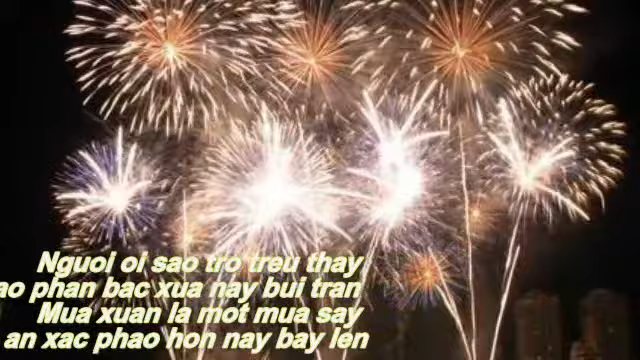 Nguoi oi sao tro treu thay
ao phan bac xua nay bui tran
Mua xuan la mot mua say
an xac phao hon nay bay len